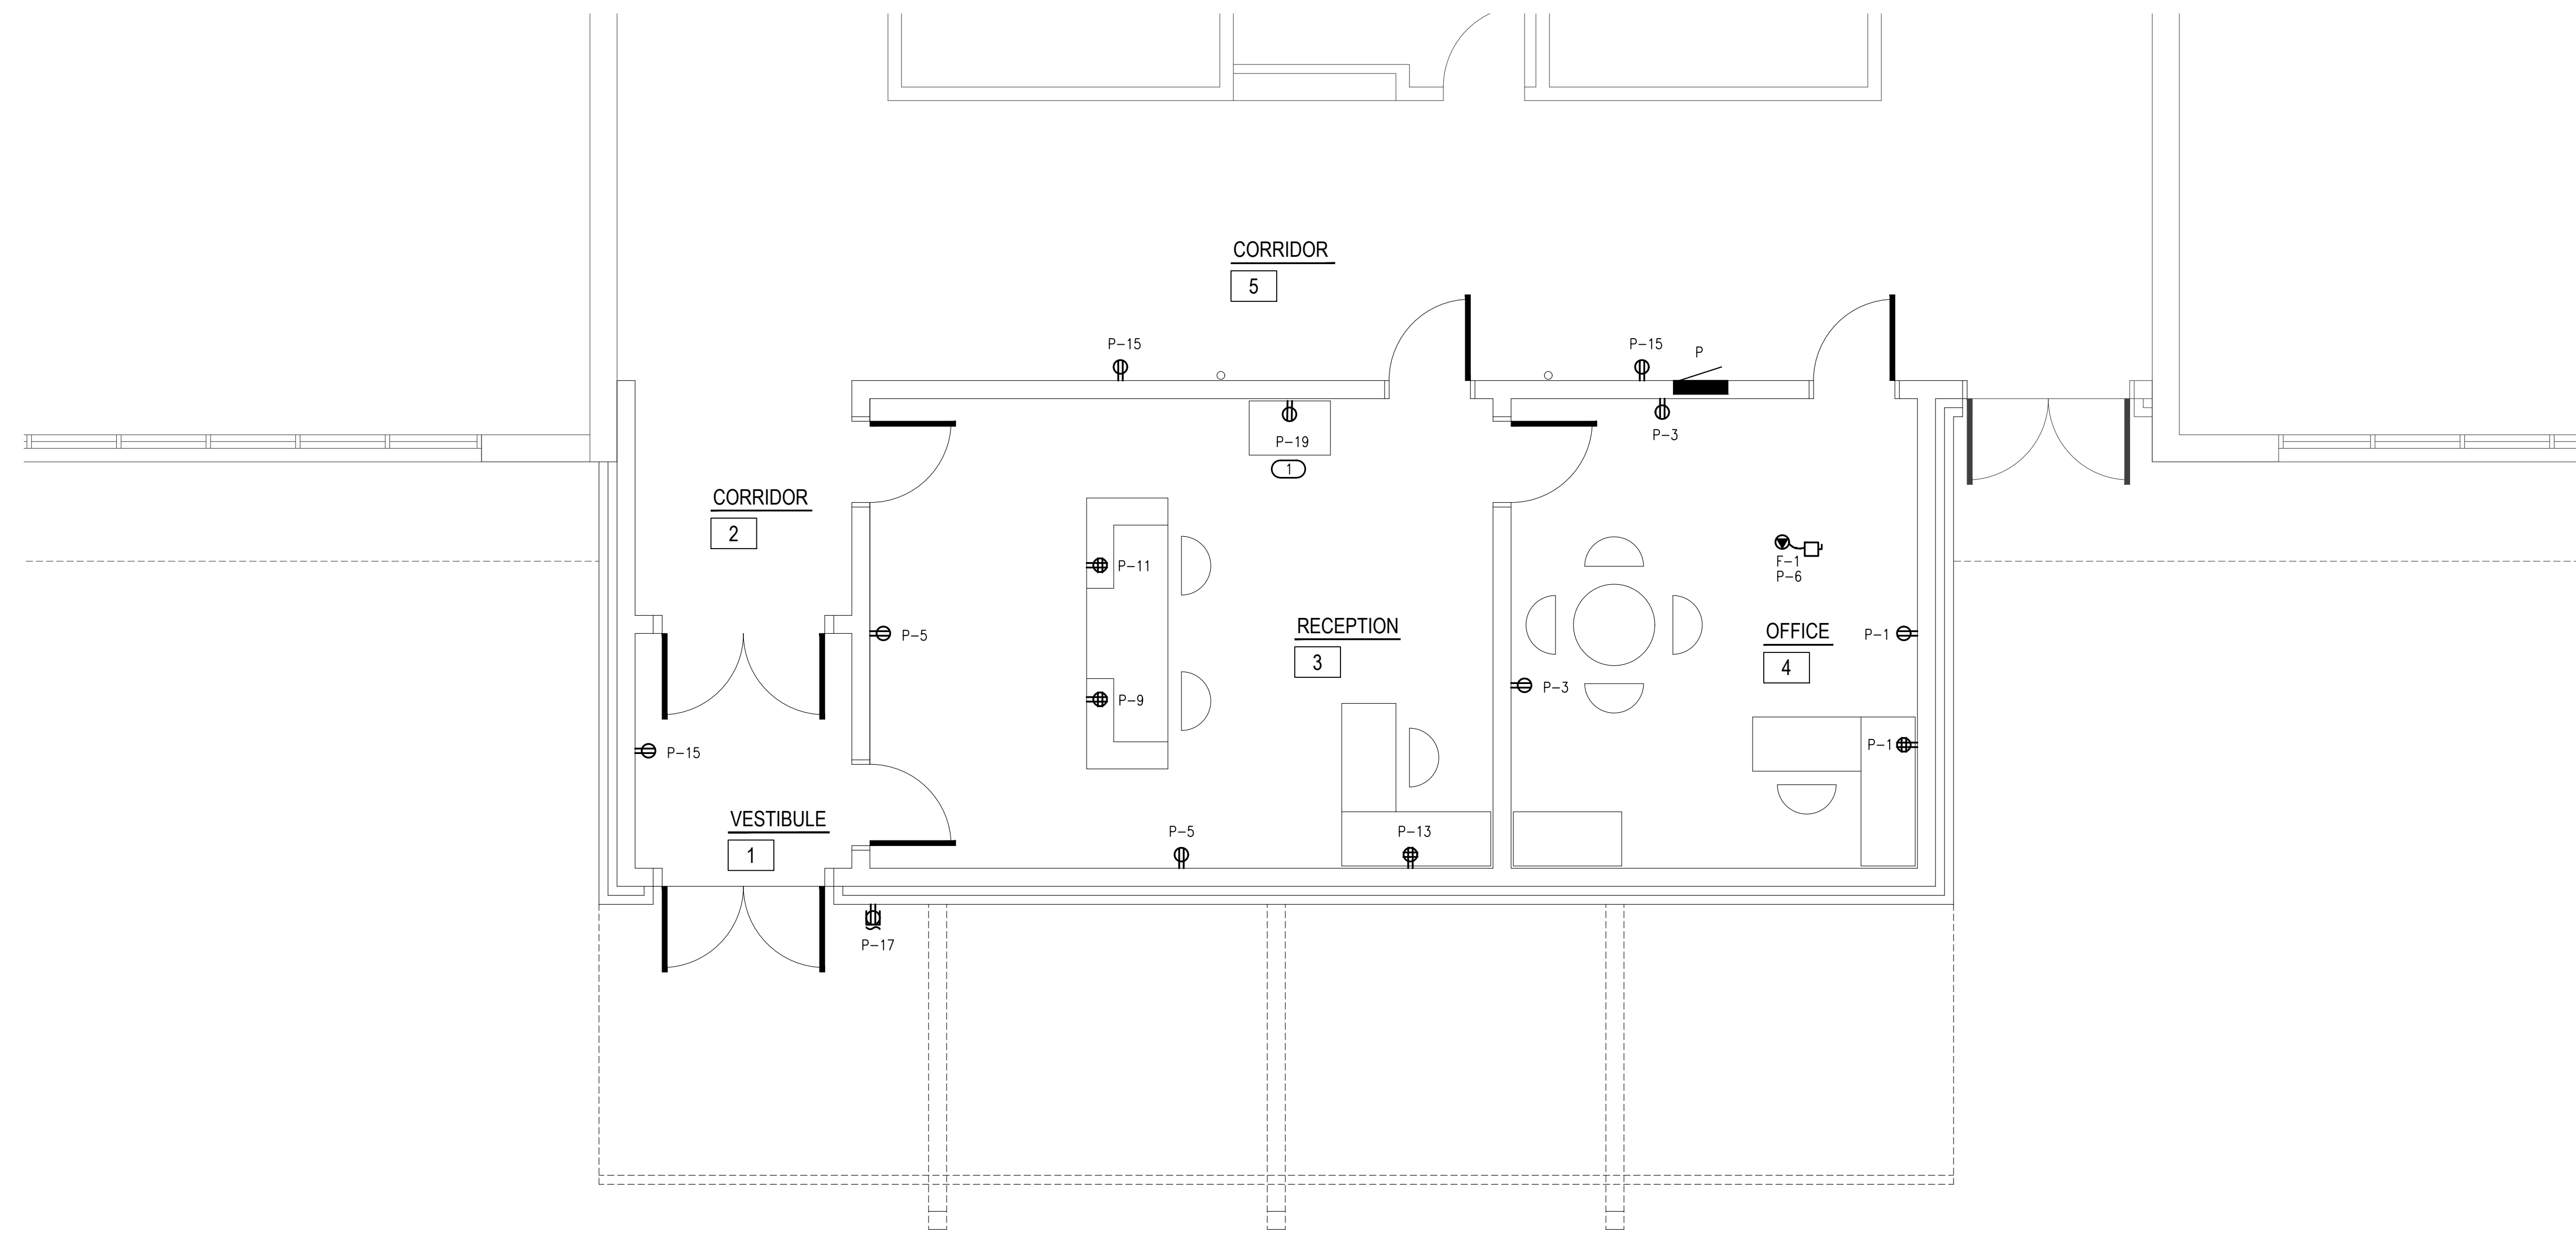 CORRIDOR
5
P-15
P-15
P
P-19
1
P-3
CORRIDOR
2
P-11
F-1
P-6
P-5
RECEPTION
3
OFFICE
4
P-1
P-9
P-3
P-15
P-1
VESTIBULE
1
P-5
P-13
P-17